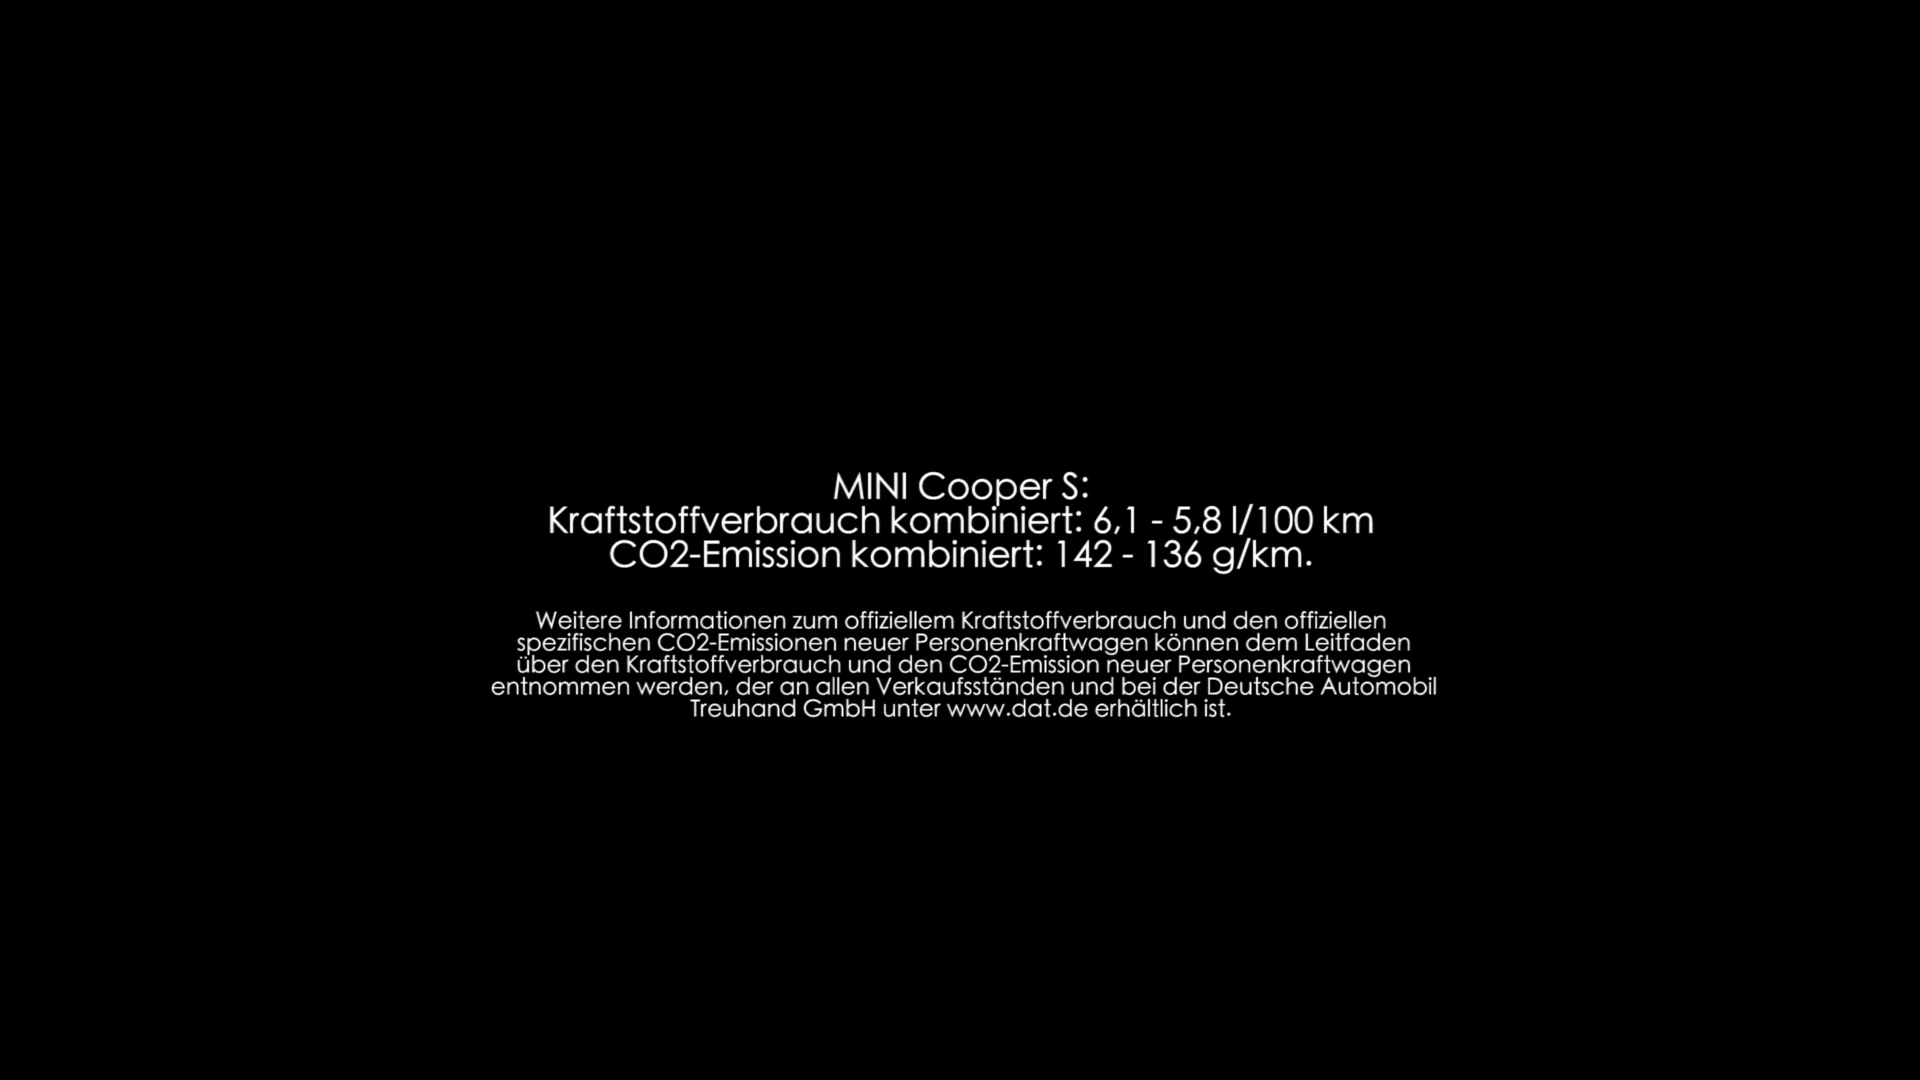 MINI Cooper S:
Kraftstoffverbrauch kombiniert: 6,1 - 5,8 l/100 km
CO2-Emission kombiniert: 142 - 136 g/km.
Weitere Informationen zum offiziellem Kraftstoffverbrauch und den offiziellen
spezifischen CO2-Emissionen neuer Personenkraftwagen können dem Leitfaden
über den Kraftstoffverbrauch und den CO2-Emission neuer Personenkraftwagen
entnommen werden, der an allen Verkaufsständen und bei der Deutsche Automobil
Treuhand GmbH unter www.dat.de erhältlich ist.